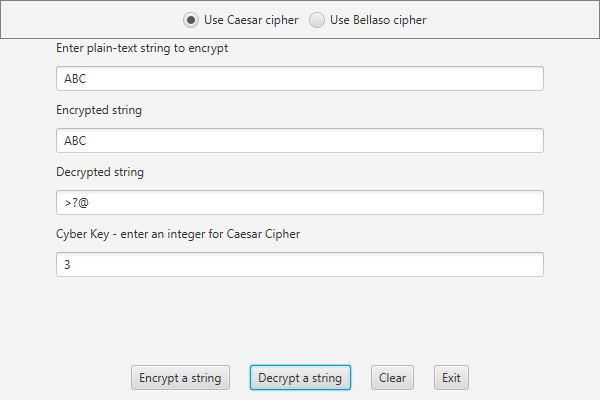 Use Caesar cipher Use Bellaso cipher
Enter plain-text string to encrypt
ABC
Encrypted string
ABC
Decrypted string
>?@
Cyber Key - enter an integer for Caesar Cipher
3
Encrypt a string Decrypt a string Clear Exit